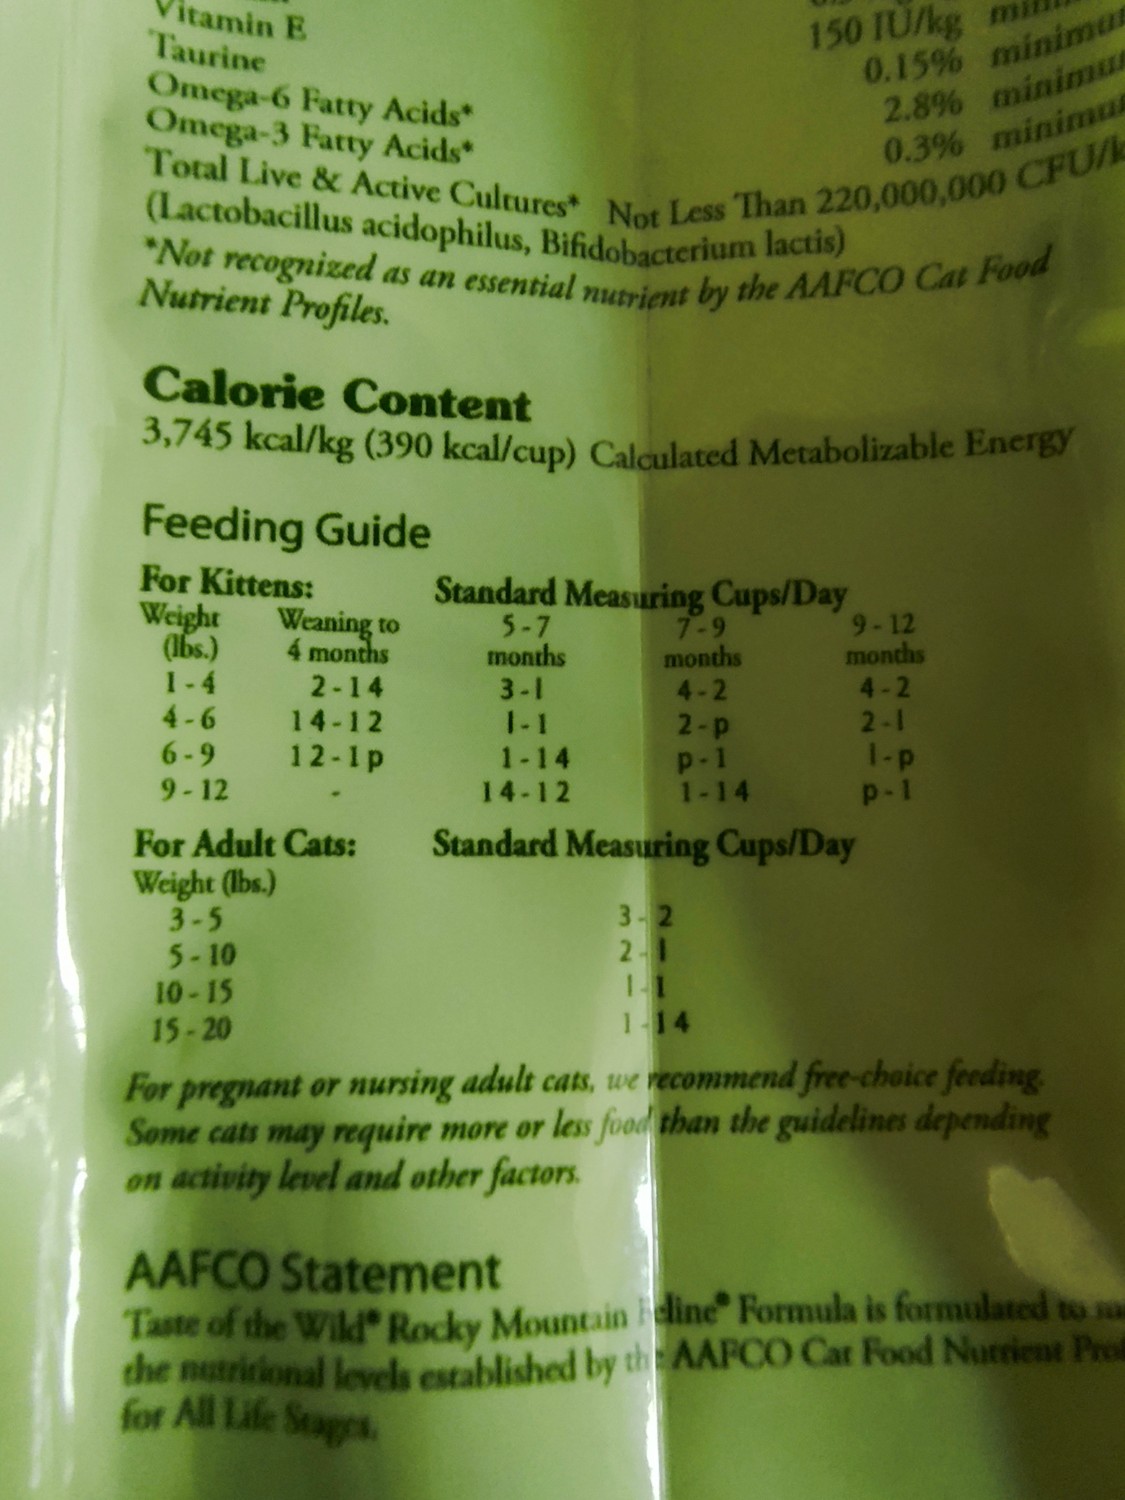 Vitamin E 150 IU/kg
Taurine 0.15% minimum
Omega-6 Fatty Acids* 2.8% minimum
Omega-3 Fatty Acids* 0.3% minimum
Total Live & Active Cultures* Not Less Than 220,000,000 CFU/k
(Lactobacillus acidophilus, Bifidobacterium lactis)
*Not recognized as an essential nutrient by the AAFCO Cat Food
Nutrient Profiles.
Calorie Content
3,745 kcal/kg (390 kcal/cup) Calculated Metabolizable Energy
Feeding Guide
For Kittens: Standard Measuring Cups/Day
Weight Weaning to 5-7 7-9 9-12
(lbs.) 4 months months months months
1-4 2-14 3-1 4-2 4-2
4-6 14-12 1-1 2-p 2-1
6-9 12-1p 1-14 p-1 1-p
9-12 - 14-12 1-14 p-1
For Adult Cats: Standard Measuring Cups/Day
Weight (lbs.)
3-5 3-2
5-10 2-1
10-15 1-1
15-20 1-14
For pregnant or nursing adult cats, we recommend free-choice feeding.
Some cats may require more or less food than the guidelines depending
on activity level and other factors.
AAFCO Statement
Taste of the Wild® Rocky Mountain Feline® Formula is formulated to
the nutritional levels established by the AAFCO Cat Food Nutrient
for All Life Stages.